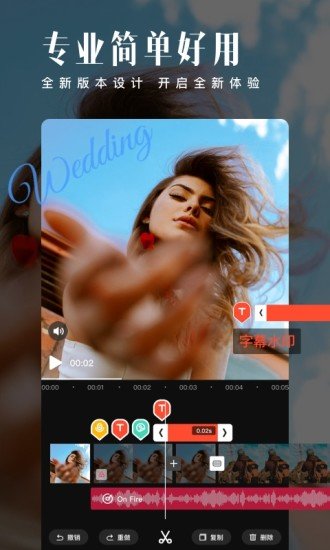 专业简单好用
全新版本设计 开启全新体验
Wedding
T
字幕水印
00:02
00:00 00:01 00:02 00:03 00:04 00:05
T
T
0.02s
On Fire
撤销 重做 复制 删除